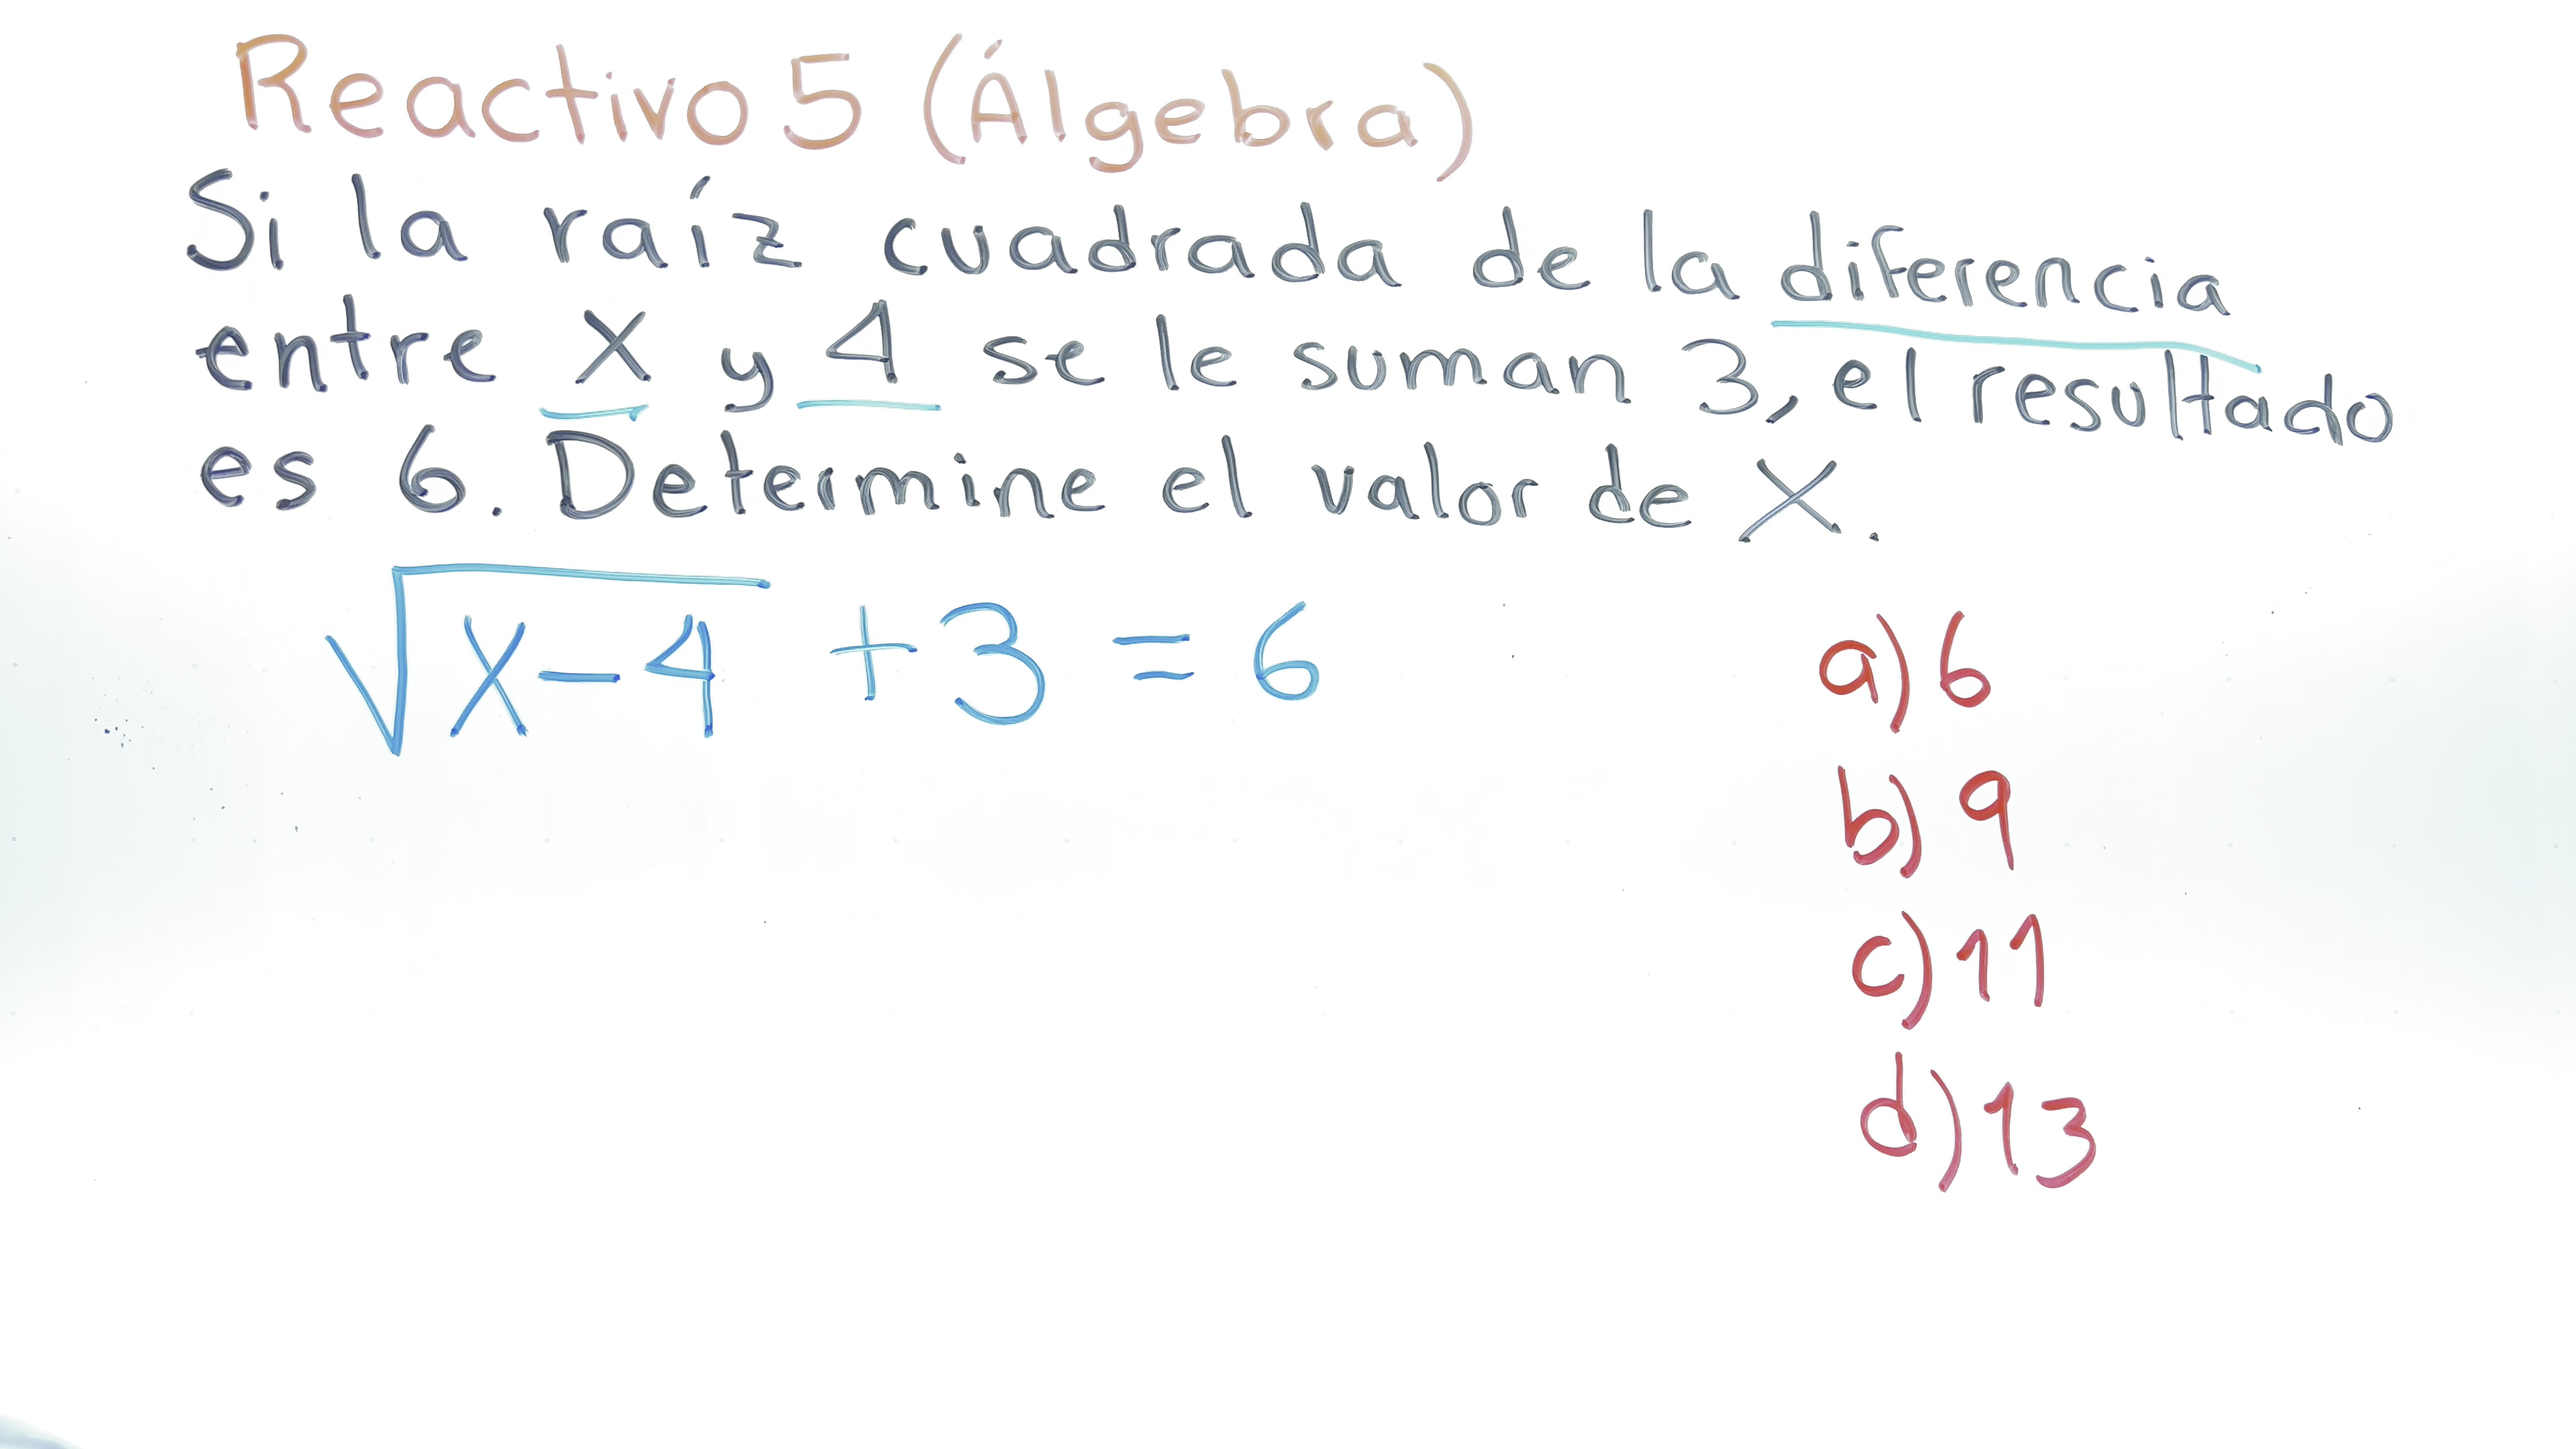 Reactivo 5 (Álgebra)
Si la raíz cuadrada de la diferencia
entre X y 4 se le suman 3, el resultado
es 6. Determine el valor de X.
√x-4 + 3 = 6
a) 6
b) 9
c) 11
d) 13